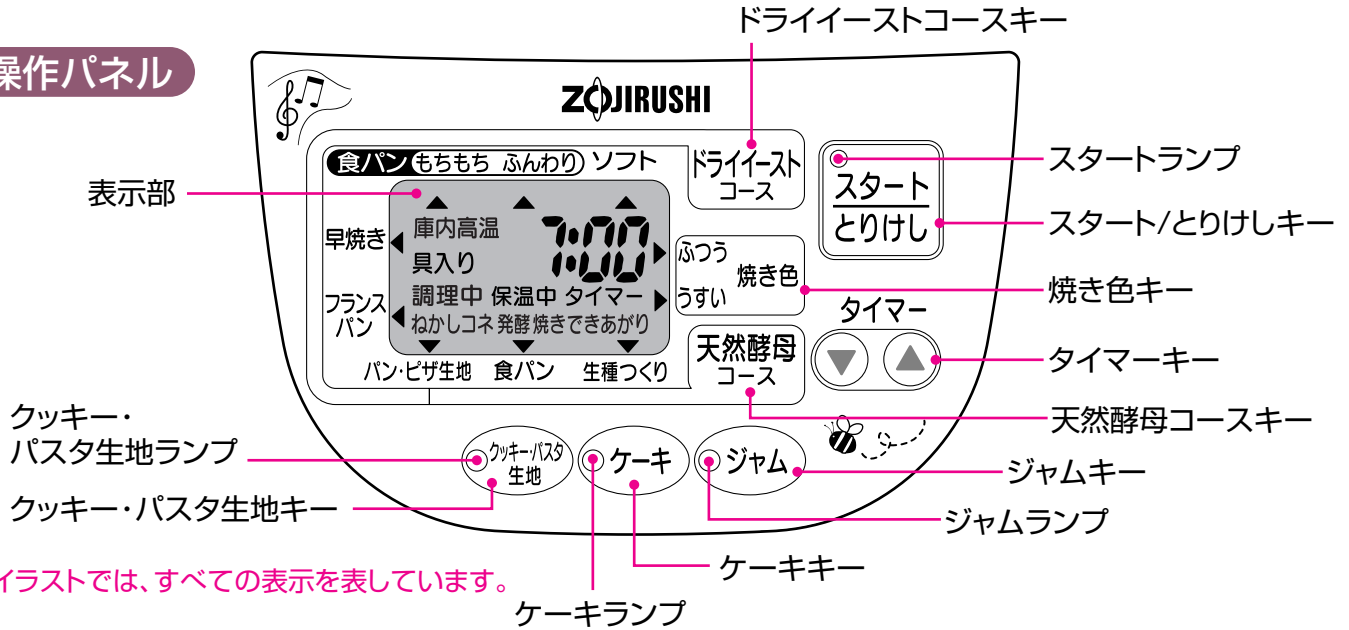 ドライイーストコースキー
操作パネル
ZOJIRUSHI
食パン もちもち ふんわり ソフト
ドライイースト
コース
スタート
とりけし
スタートランプ
表示部
スタート/とりけしキー
早焼き
庫内高温
7:00
具入り
ふつう
うすい
焼き色
焼き色キー
フランス
パン
調理中 保温中 タイマー
ねかし コネ 発酵 焼き できあがり
タイマー
タイマーキー
天然酵母
コース
パン・ピザ生地 食パン 生種つくり
天然酵母コースキー
クッキー・
パスタ生地ランプ
クッキー・パスタ
生地
ケーキ
ジャム
ジャムキー
クッキー・パスタ生地キー
ジャムランプ
ケーキキー
イラストでは、すべての表示を表しています。
ケーキランプ